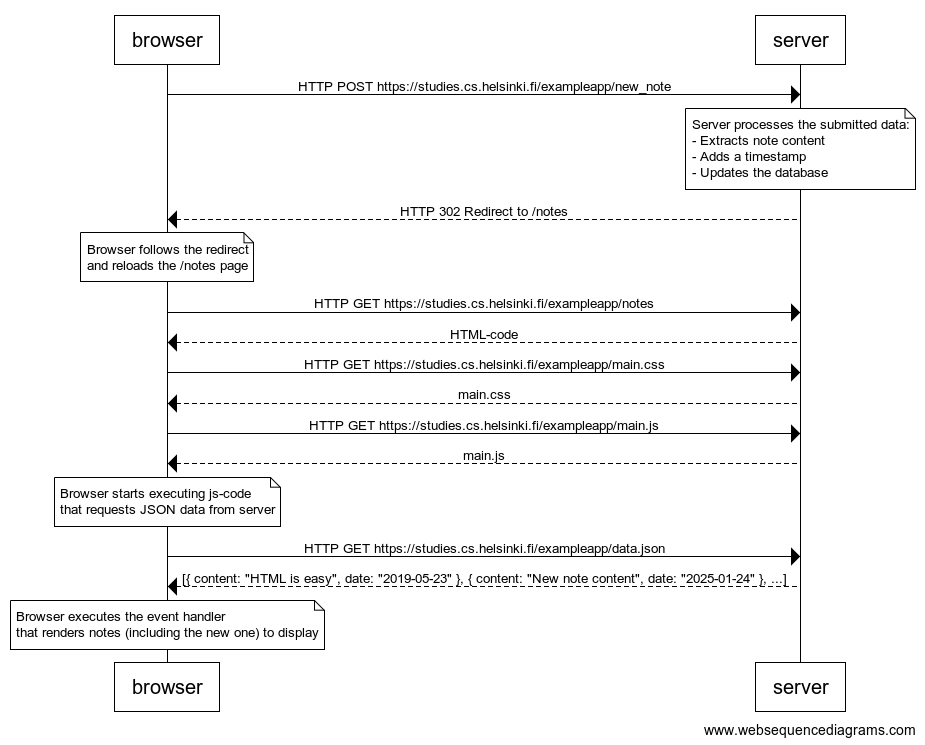 browser server
HTTP POST https://studies.cs.helsinki.fi/exampleapp/new_note
Server processes the submitted data:
- Extracts note content
- Adds a timestamp
- Updates the database
HTTP 302 Redirect to /notes
Browser follows the redirect
and reloads the /notes page
HTTP GET https://studies.cs.helsinki.fi/exampleapp/notes
HTML-code
HTTP GET https://studies.cs.helsinki.fi/exampleapp/main.css
main.css
HTTP GET https://studies.cs.helsinki.fi/exampleapp/main.js
main.js
Browser starts executing js-code
that requests JSON data from server
HTTP GET https://studies.cs.helsinki.fi/exampleapp/data.json
[{ content: "HTML is easy", date: "2019-05-23" }, { content: "New note content", date: "2025-01-24" }, ...]
Browser executes the event handler
that renders notes (including the new one) to display
browser server
www.websequencediagrams.com